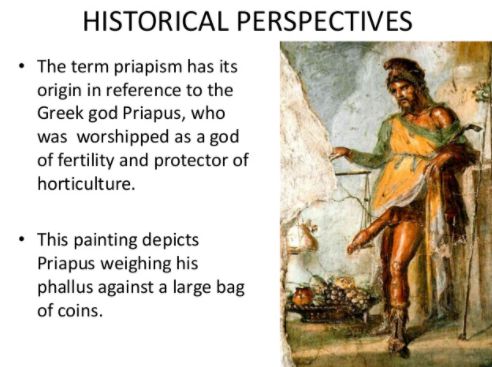 HISTORICAL PERSPECTIVES
• The term priapism has its
origin in reference to the
Greek god Priapus, who
was worshipped as a god
of fertility and protector of
horticulture.
• This painting depicts
Priapus weighing his
phallus against a large bag
of coins.